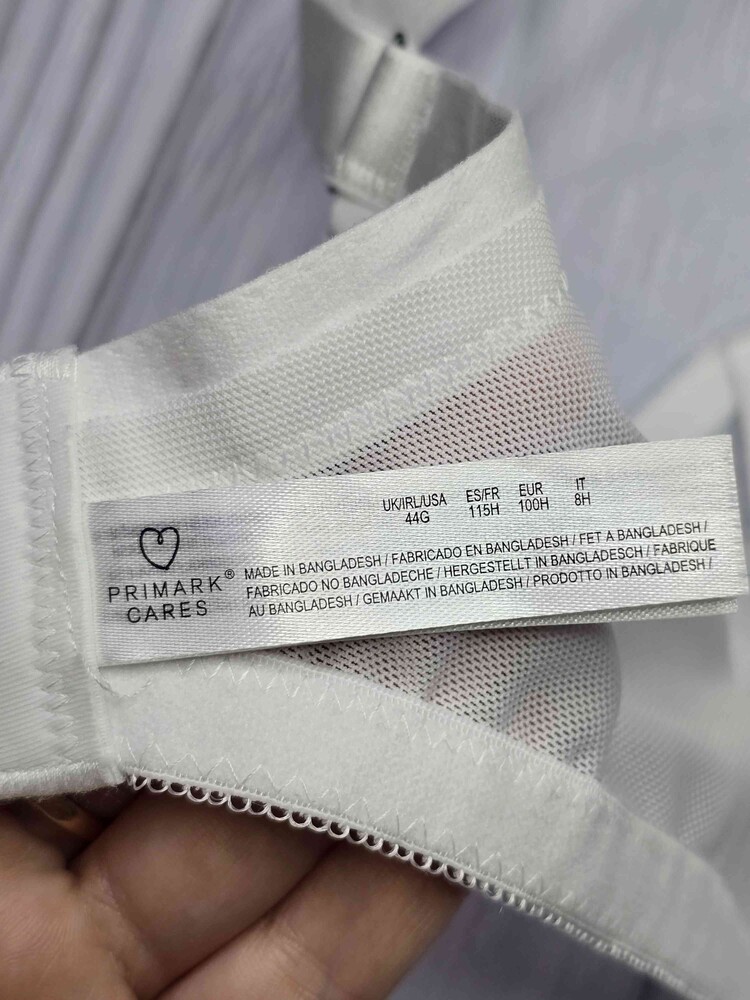 UK/IRL/USA ES/FR EUR IT
44G 115H 100H 8H
PRIMARK®
CARES
MADE IN BANGLADESH / FABRICADO EN BANGLADESH / FET A BANGLADESH /
FABRICADO NO BANGLADECHE / HERGESTELLT IN BANGLADESCH / FABRIQUE
AU BANGLADESH / GEMAAKT IN BANGLADESH / PRODOTTO IN BANGLADESH /